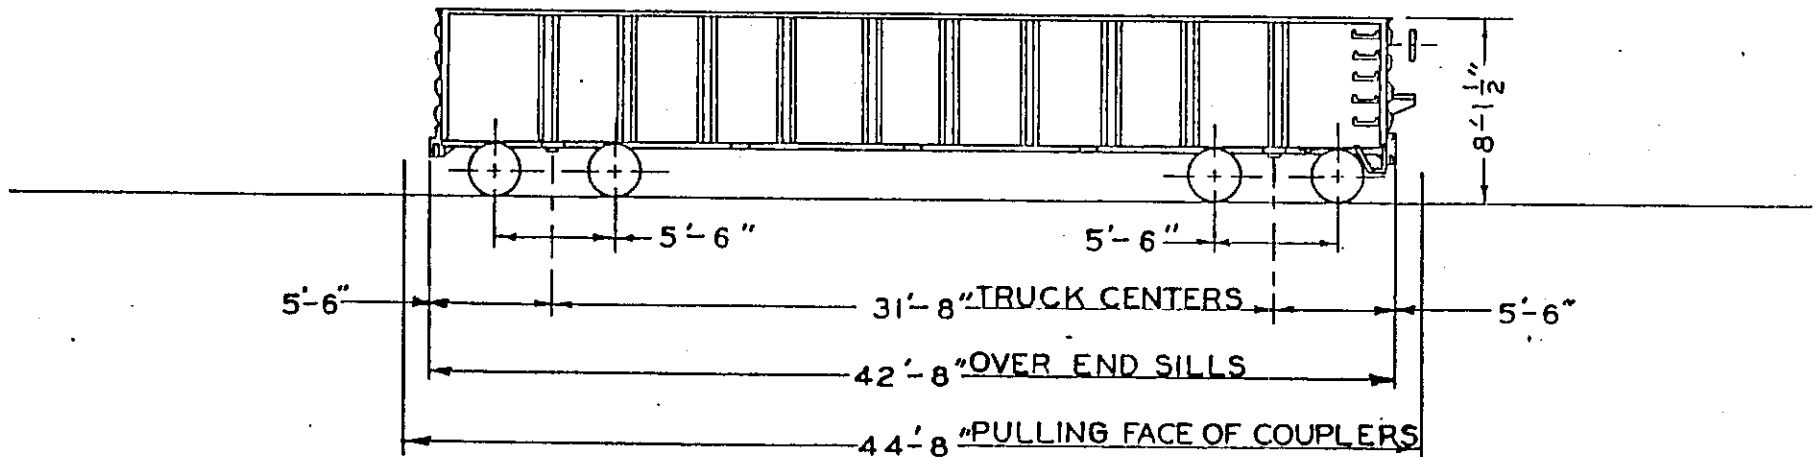 8'-1 1/2"
5'-6" 5'-6"
5'-6" 31'-8" TRUCK CENTERS 5'-6"
42'-8" OVER END SILLS
44'-8" PULLING FACE OF COUPLERS